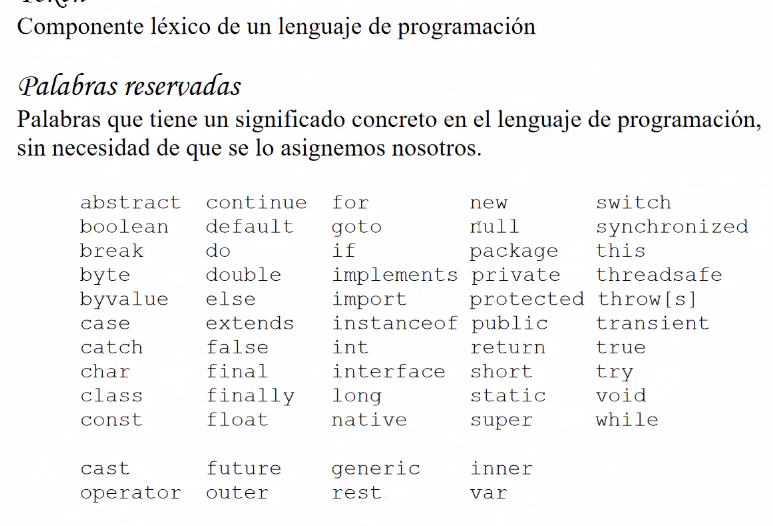 Token
Componente léxico de un lenguaje de programación
Palabras reservadas
Palabras que tiene un significado concreto en el lenguaje de programación,
sin necesidad de que se lo asignemos nosotros.
abstract continue for new switch
boolean default goto null synchronized
break do if package this
byte double implements private threadsafe
byvalue else import protected throw[s]
case extends instanceof public transient
catch false int return true
char final interface short try
class finally long static void
const float native super while
cast future generic inner
operator outer rest var